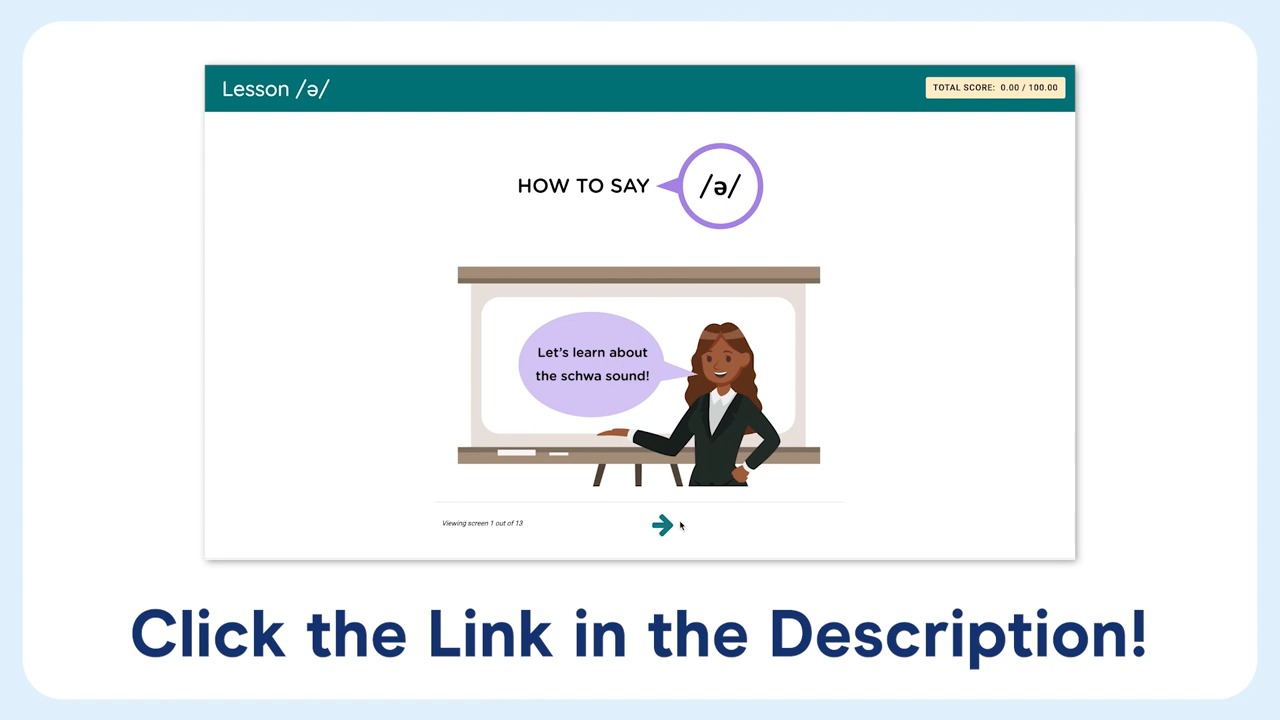 Lesson /ə/
TOTAL SCORE: 0.00 / 100.00
HOW TO SAY
/ə/
Let's learn about
the schwa sound!
Viewing screen 1 out of 13
Click the Link in the Description!